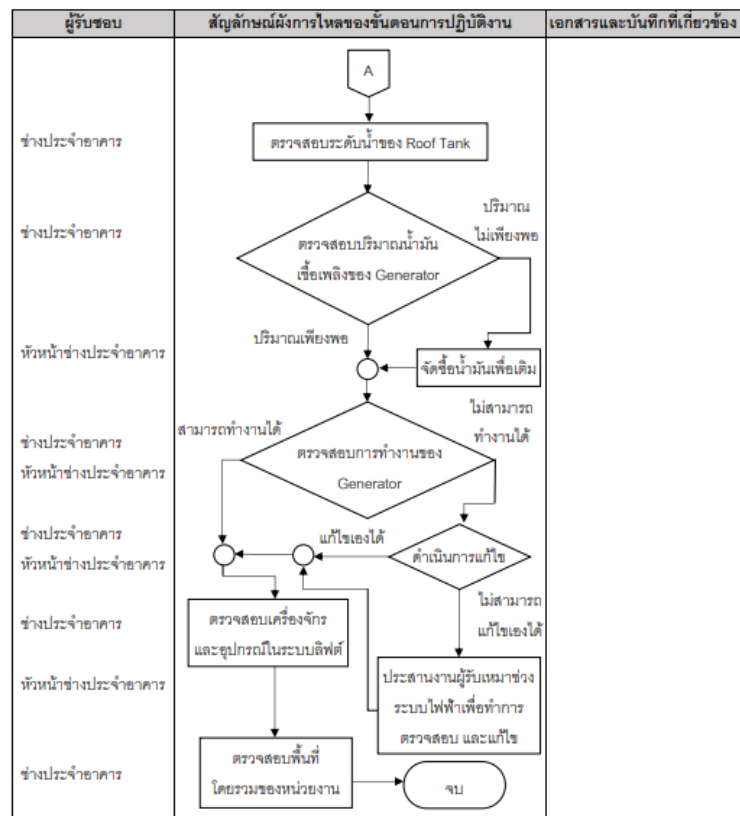 ผู้รับชอบ
สัญลักษณ์ผังการไหลของขั้นตอนการปฏิบัติงาน
เอกสารและบันทึกที่เกี่ยวข้อง
A
ช่างประจำอาคาร
ตรวจสอบระดับน้ำของ Roof Tank
ปริมาณ
ไม่เพียงพอ
ช่างประจำอาคาร
ตรวจสอบปริมาณน้ำมัน
เชื้อเพลิงของ Generator
ปริมาณเพียงพอ
หัวหน้าช่างประจำอาคาร
จัดซื้อน้ำมันเพื่อเติม
สามารถทำงานได้
ไม่สามารถ
ทำงานได้
ช่างประจำอาคาร
หัวหน้าช่างประจำอาคาร
ตรวจสอบการทำงานของ
Generator
ช่างประจำอาคาร
หัวหน้าช่างประจำอาคาร
แก้ไขเองได้
ดำเนินการแก้ไข
ไม่สามารถ
แก้ไขเองได้
ช่างประจำอาคาร
ตรวจสอบเครื่องจักร
และอุปกรณ์ในระบบลิฟต์
หัวหน้าช่างประจำอาคาร
ประสานงานผู้รับเหมาช่วง
ระบบไฟฟ้าเพื่อทำการ
ตรวจสอบ และแก้ไข
ช่างประจำอาคาร
ตรวจสอบพื้นที่
โดยรวมของหน่วยงาน
จบ